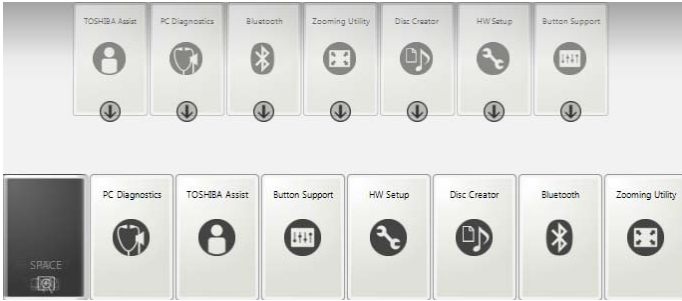 TOSHIBA Assist
PC Diagnostics
Bluetooth
Zooming Utility
Disc Creator
HW Setup
Button Support
PC Diagnostics
TOSHIBA Assist
Button Support
HW Setup
Disc Creator
Bluetooth
Zooming Utility
SPACE